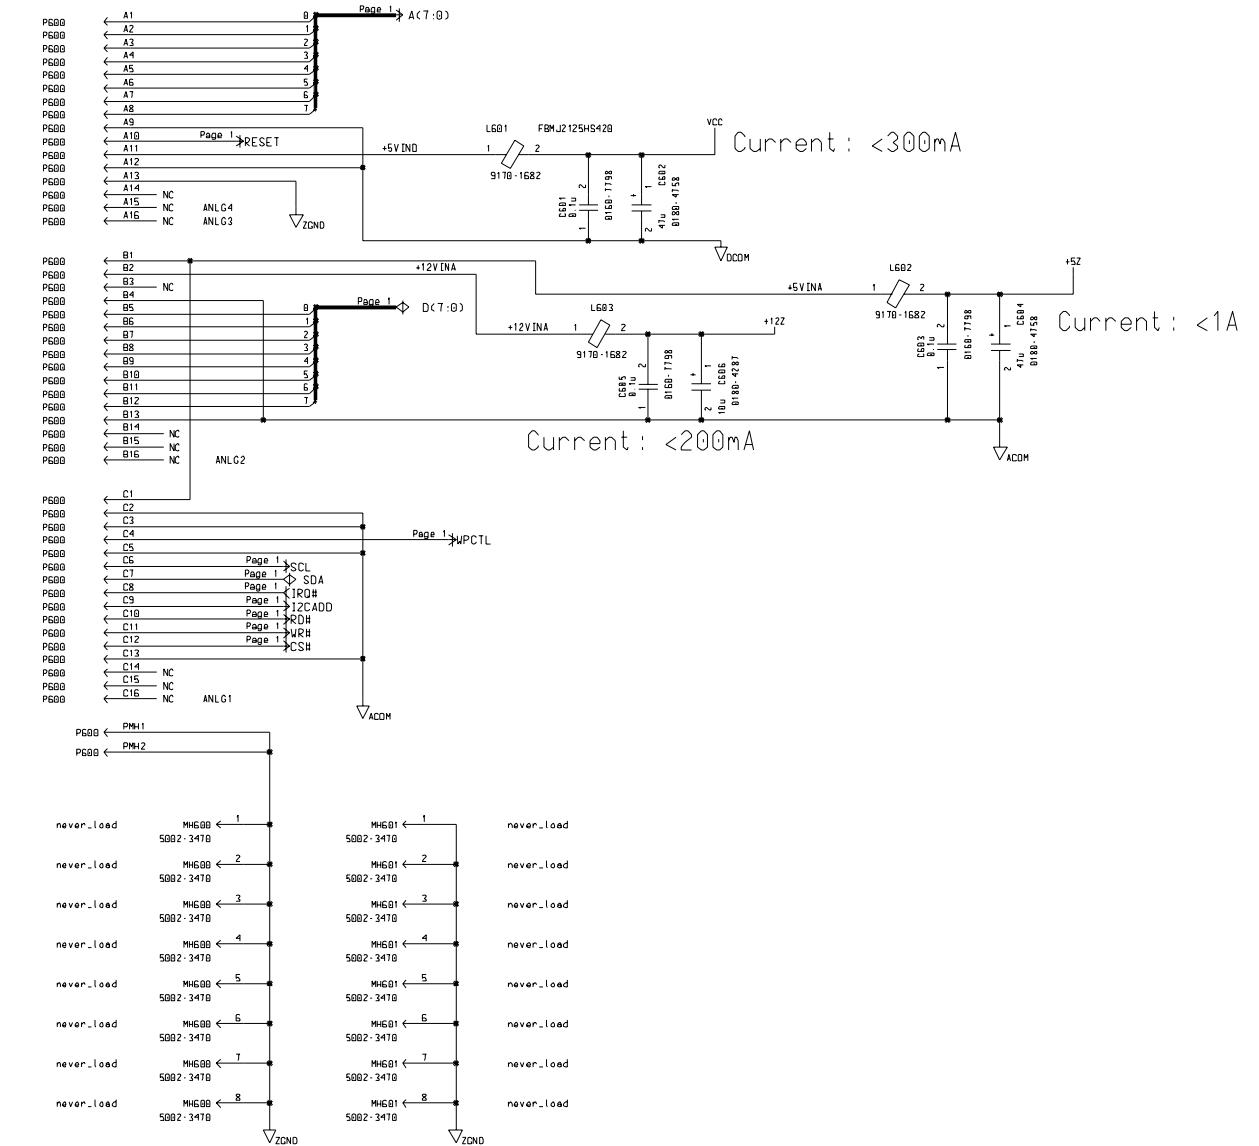 P600 A1 0 Page 1 A(7:0)
P600 A2 1
P600 A3 2
P600 A4 3
P600 A5 4
P600 A6 5
P600 A7 6
P600 A8 7
P600 A9
P600 A10 Page 1 RESET
P600 A11 +5VIND
L601 FBMJ2125HS420
1 2
9170-1682
VCC
Current: <300mA
C601 0.1u 0160-7798 2 1
C602 47u 0180-4758 + 1 2
DCOM
P600 A12
P600 A13
P600 A14 NC
P600 A15 NC ANLG4
P600 A16 NC ANLG3
ZGND
P600 B1
P600 B2 +12VINA
P600 B3 NC
P600 B4
P600 B5 0 Page 1 D(7:0)
P600 B6 1
P600 B7 2
P600 B8 3
P600 B9 4
P600 B10 5
P600 B11 6
P600 B12 7
P600 B13
P600 B14 NC
P600 B15 NC
P600 B16 NC ANLG2
+5VINA
L602
1 2
9170-1682
+5Z
Current: <1A
C603 0.1u 0160-7798 2 1
C604 47u 0180-4758 + 1 2
ACOM
+12VINA
L603
1 2
9170-1682
+12Z
C605 0.1u 0160-7798 2 1
C606 10u 0180-4287 + 1 2
Current: <200mA
P600 C1
P600 C2
P600 C3
P600 C4 Page 1 WPCTL
P600 C5
P600 C6 Page 1 SCL
P600 C7 Page 1 SDA
P600 C8 Page 1 IRQ#
P600 C9 Page 1 I2CADD
P600 C10 Page 1 RD#
P600 C11 Page 1 WR#
P600 C12 Page 1 CS#
P600 C13
P600 C14 NC
P600 C15 NC
P600 C16 NC ANLG1
ACOM
P600 PMH1
P600 PMH2
never_load MH600 1 MH601 1 never_load
5002-3470 5002-3470
never_load MH600 2 MH601 2 never_load
5002-3470 5002-3470
never_load MH600 3 MH601 3 never_load
5002-3470 5002-3470
never_load MH600 4 MH601 4 never_load
5002-3470 5002-3470
never_load MH600 5 MH601 5 never_load
5002-3470 5002-3470
never_load MH600 6 MH601 6 never_load
5002-3470 5002-3470
never_load MH600 7 MH601 7 never_load
5002-3470 5002-3470
never_load MH600 8 MH601 8 never_load
5002-3470 5002-3470
ZGND ZGND